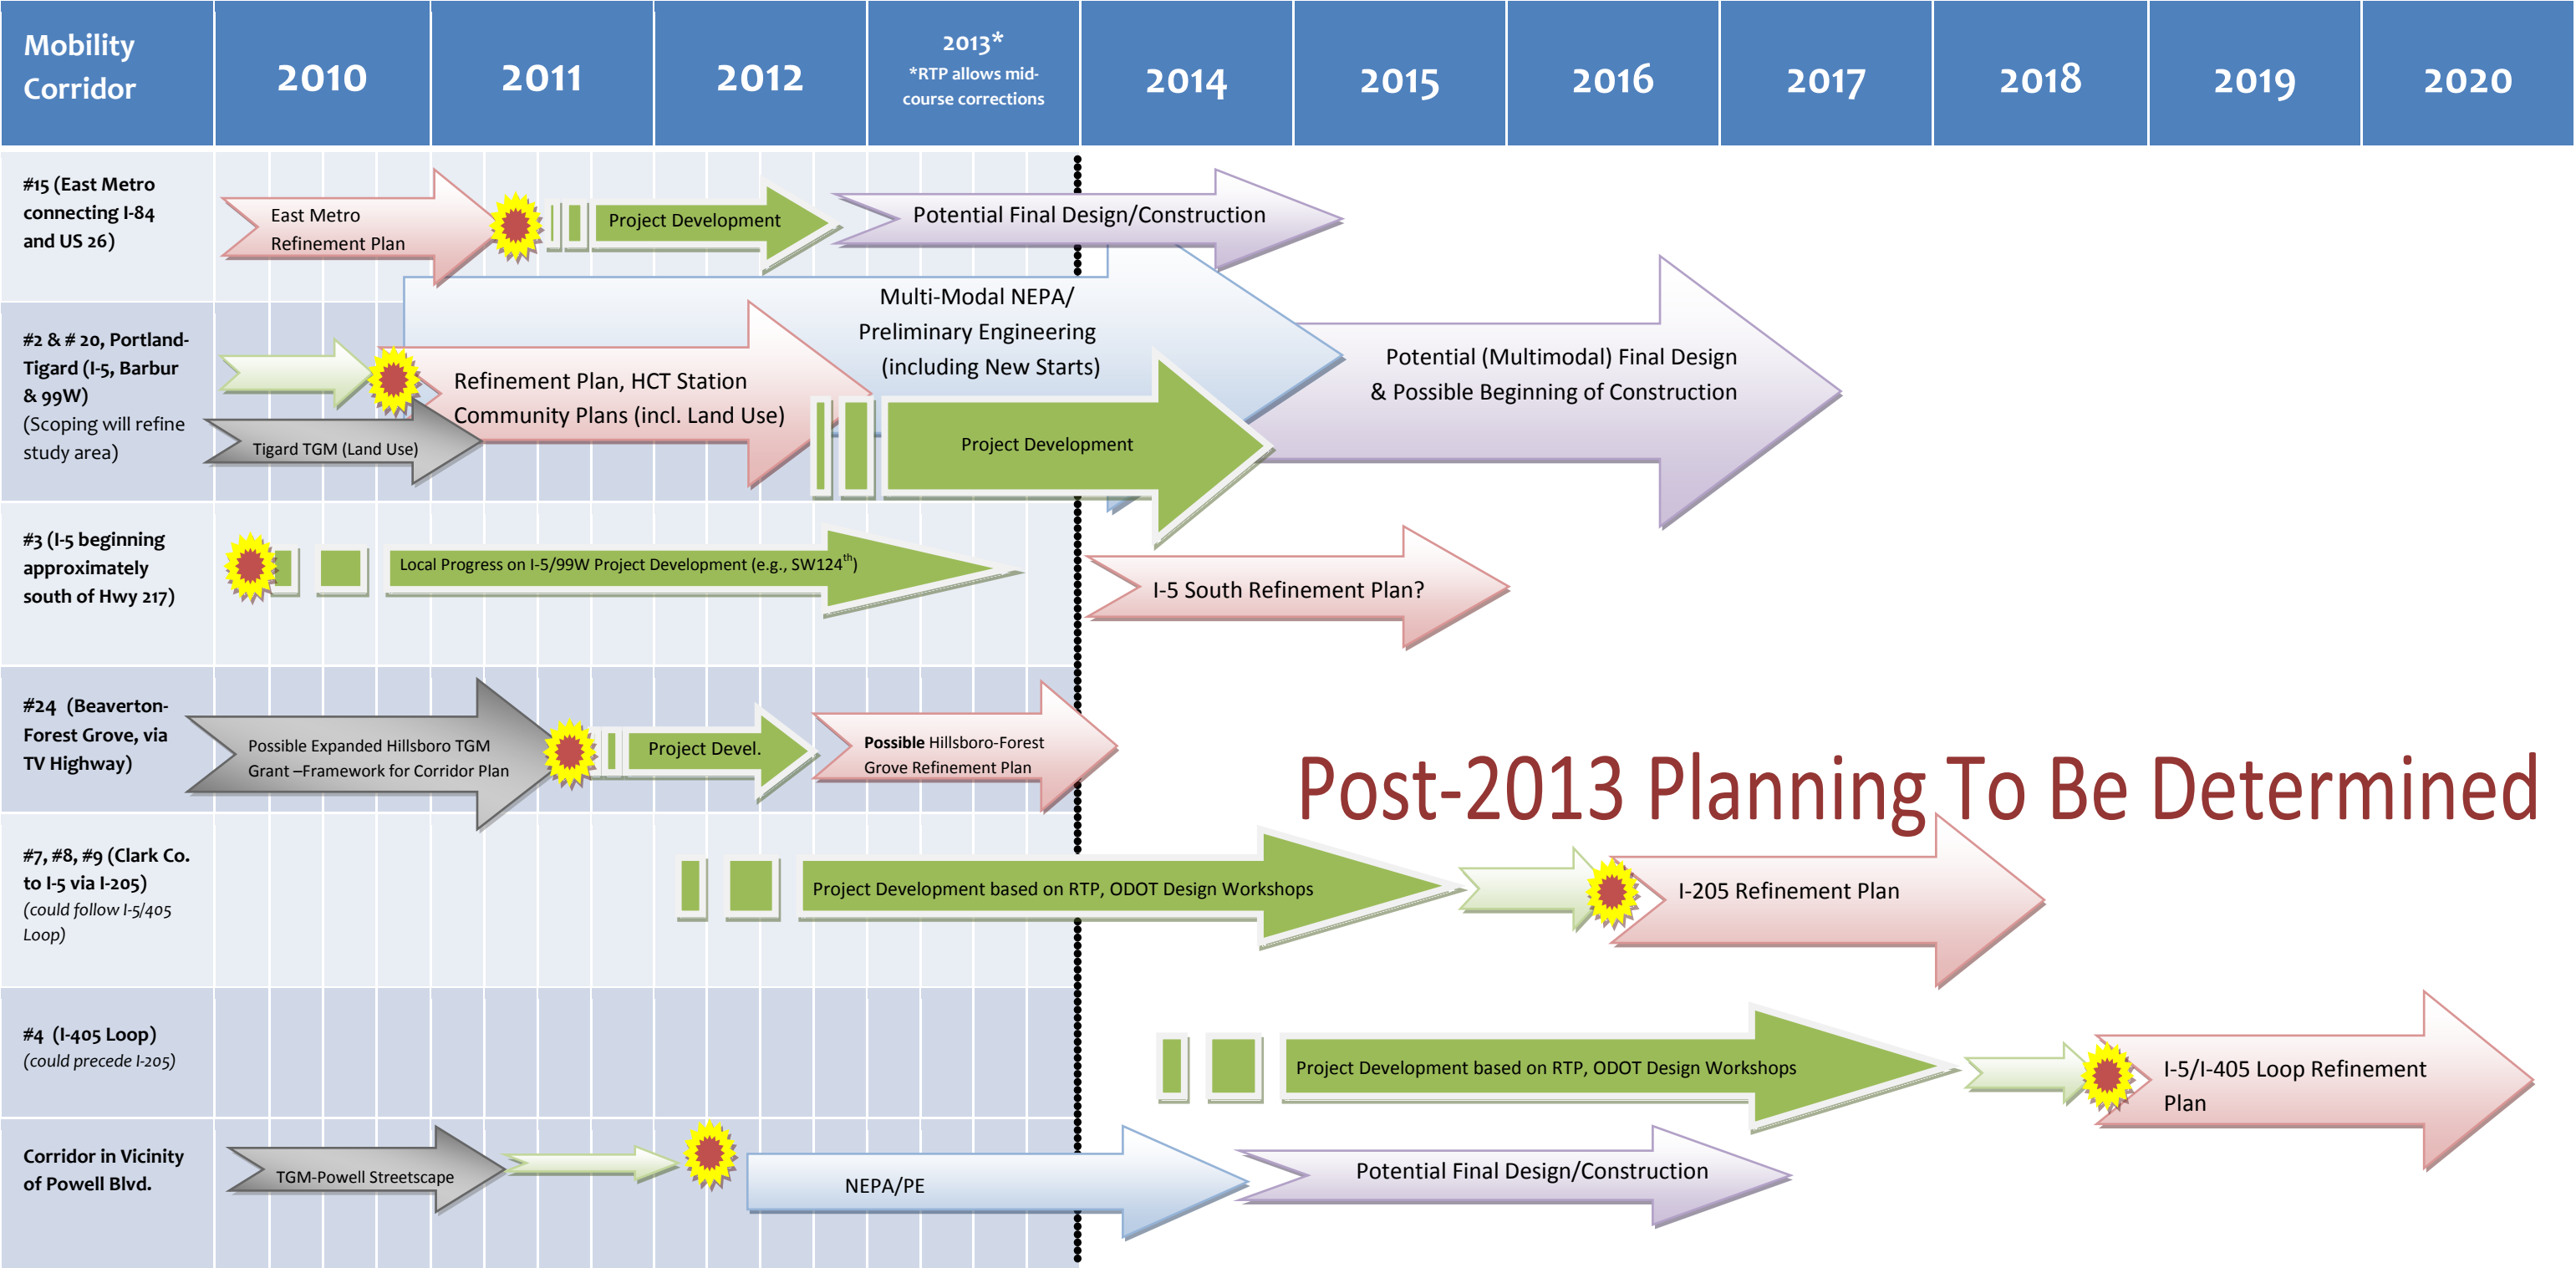 Mobility
Corridor
2010
2011
2012
2013*
*RTP allows mid-
course corrections
2014
2015
2016
2017
2018
2019
2020
#15 (East Metro
connecting I-84
and US 26)
East Metro
Refinement Plan
Project Development
Potential Final Design/Construction
#2 & # 20, Portland-
Tigard (I-5, Barbur
& 99W)
(Scoping will refine
study area)
Tigard TGM (Land Use)
Refinement Plan, HCT Station
Community Plans (incl. Land Use)
Multi-Modal NEPA/
Preliminary Engineering
(including New Starts)
Project Development
Potential (Multimodal) Final Design
& Possible Beginning of Construction
#3 (I-5 beginning
approximately
south of Hwy 217)
Local Progress on I-5/99W Project Development (e.g., SW124th)
I-5 South Refinement Plan?
#24 (Beaverton-
Forest Grove, via
TV Highway)
Possible Expanded Hillsboro TGM
Grant –Framework for Corridor Plan
Project Devel.
Possible Hillsboro-Forest
Grove Refinement Plan
Post-2013 Planning To Be Determined
#7, #8, #9 (Clark Co.
to I-5 via I-205)
(could follow I-5/405
Loop)
Project Development based on RTP, ODOT Design Workshops
I-205 Refinement Plan
#4 (I-405 Loop)
(could precede I-205)
Project Development based on RTP, ODOT Design Workshops
I-5/I-405 Loop Refinement
Plan
Corridor in Vicinity
of Powell Blvd.
TGM-Powell Streetscape
NEPA/PE
Potential Final Design/Construction